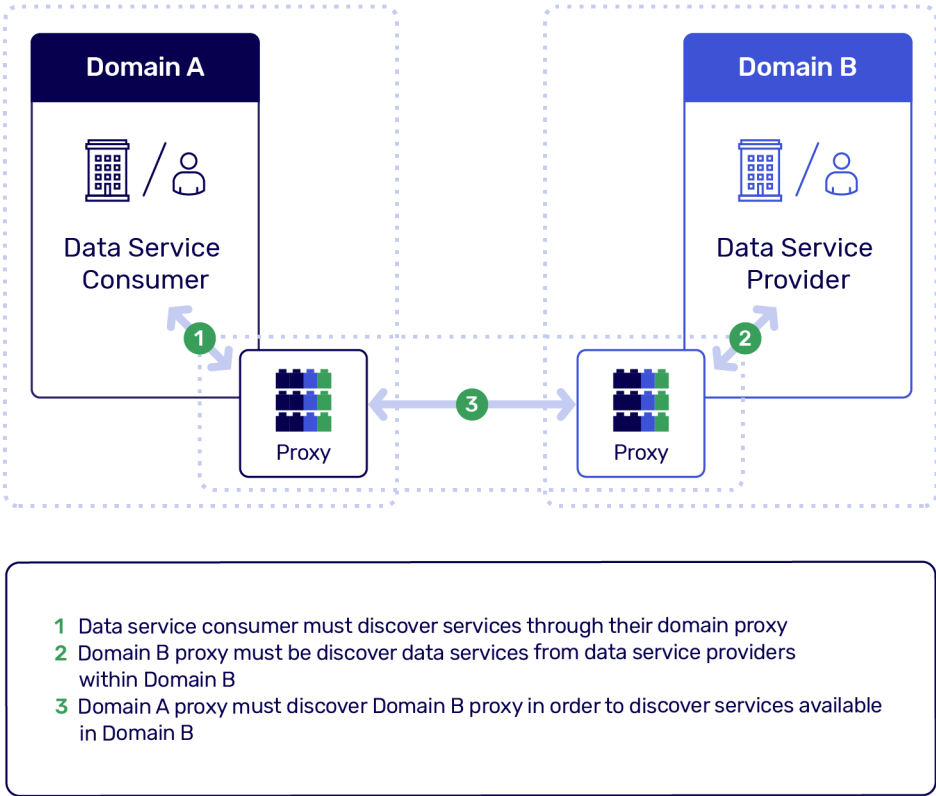 Domain A
Domain B
Data Service
Consumer
Data Service
Provider
1
2
3
Proxy
Proxy
1 Data service consumer must discover services through their domain proxy
2 Domain B proxy must be discover data services from data service providers
within Domain B
3 Domain A proxy must discover Domain B proxy in order to discover services available
in Domain B